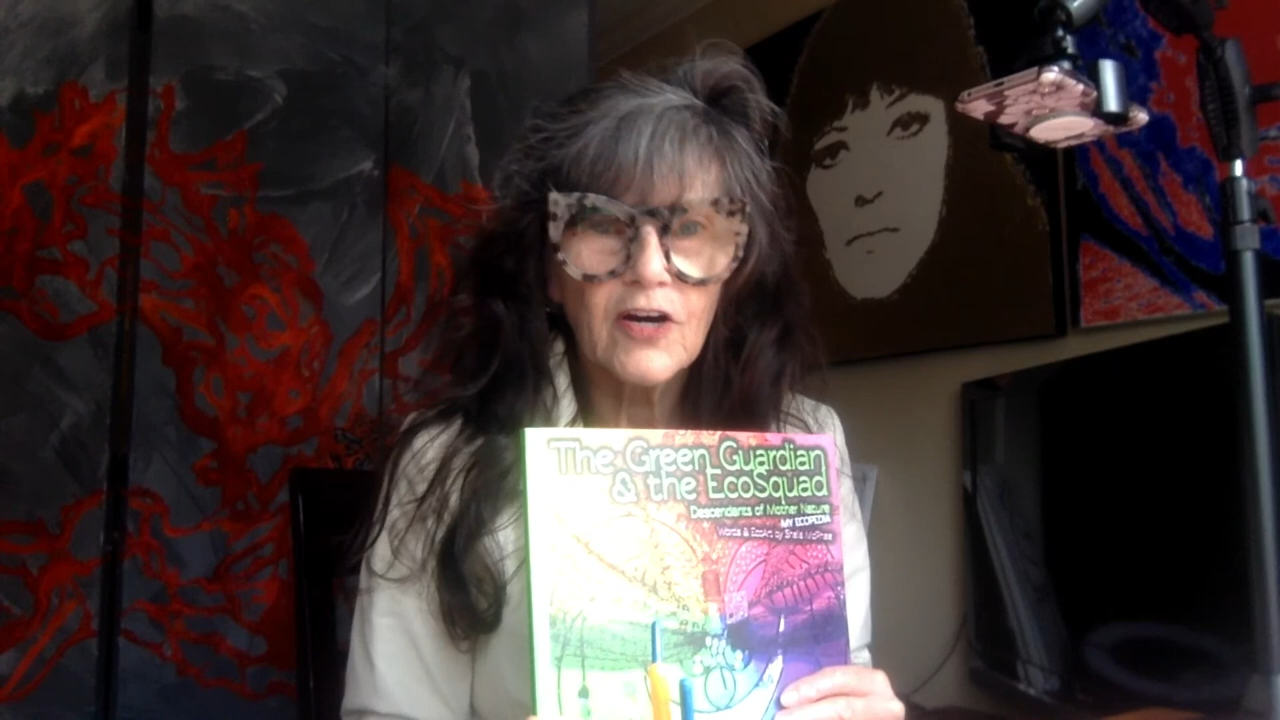 The Green Guardian
& the EcoSquad
Descendants of Mother Nature
MY ECOPEDIA
Words & EcoArt by Sheila McPhee